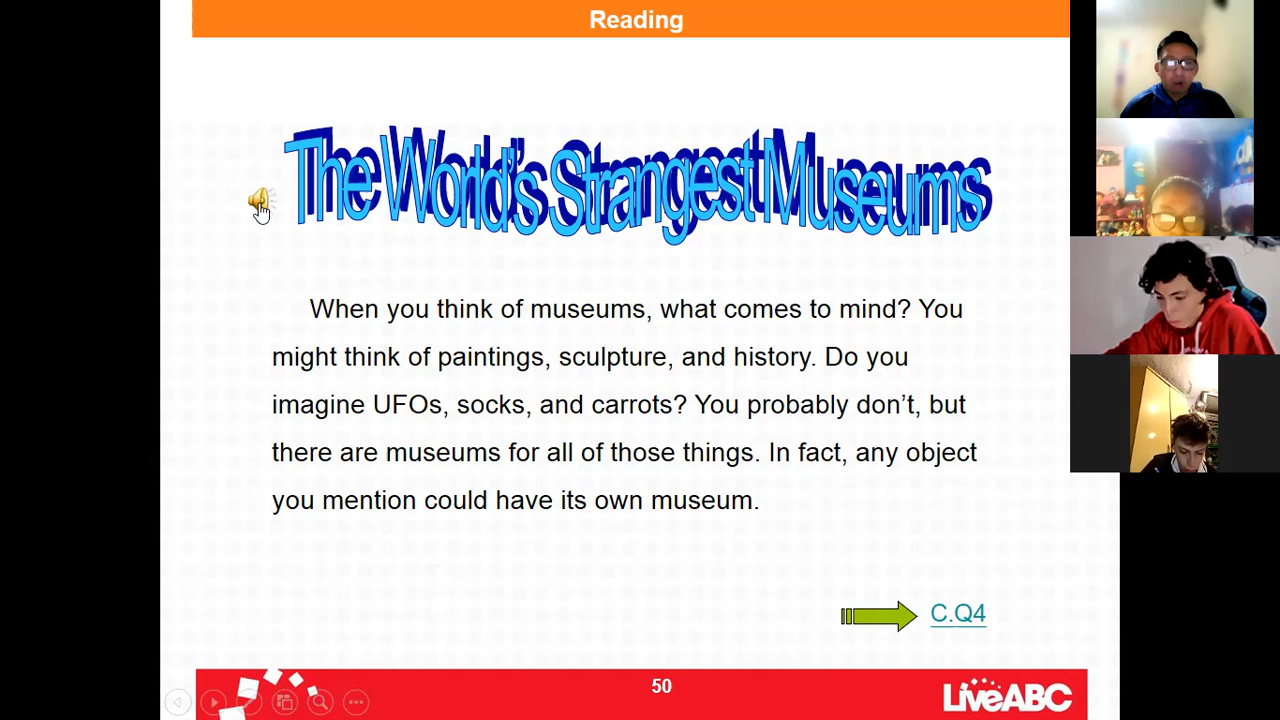 Reading
The World's Strangest Museums
When you think of museums, what comes to mind? You
might think of paintings, sculpture, and history. Do you
imagine UFOs, socks, and carrots? You probably don’t, but
there are museums for all of those things. In fact, any object
you mention could have its own museum.
C.Q4
50
LiveABC